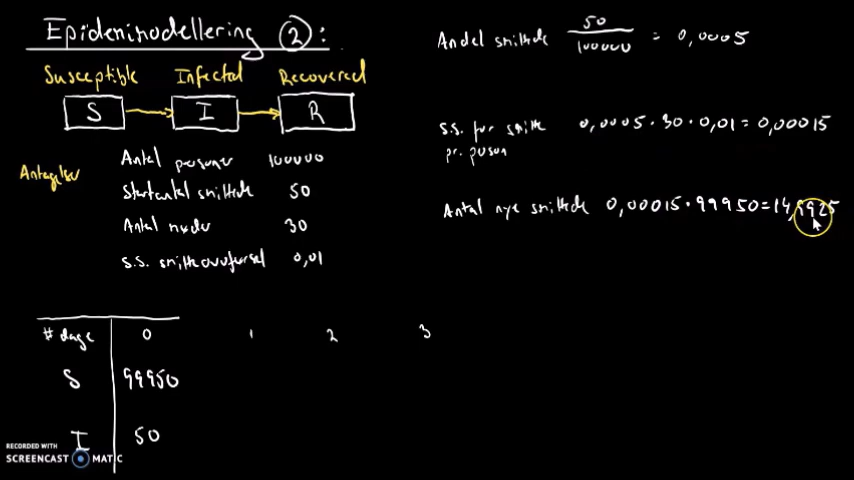 Epidemimodellering (2):
Susceptible Infected Recovered
S I R
Antagelser
Antal personer 100000
Startantal smittede 50
Antal møder 30
s.s. smitteoverførsel 0,01
Andel smittede 50/100000 = 0,0005
s.s. for smitte 0,0005 · 30 · 0,01 = 0,00015
pr. person
Antal nye smittede 0,00015 · 99950 = 14,9925
# dage 0 1 2 3
S 99950
I 50
RECORDED WITH
SCREENCAST MATIC